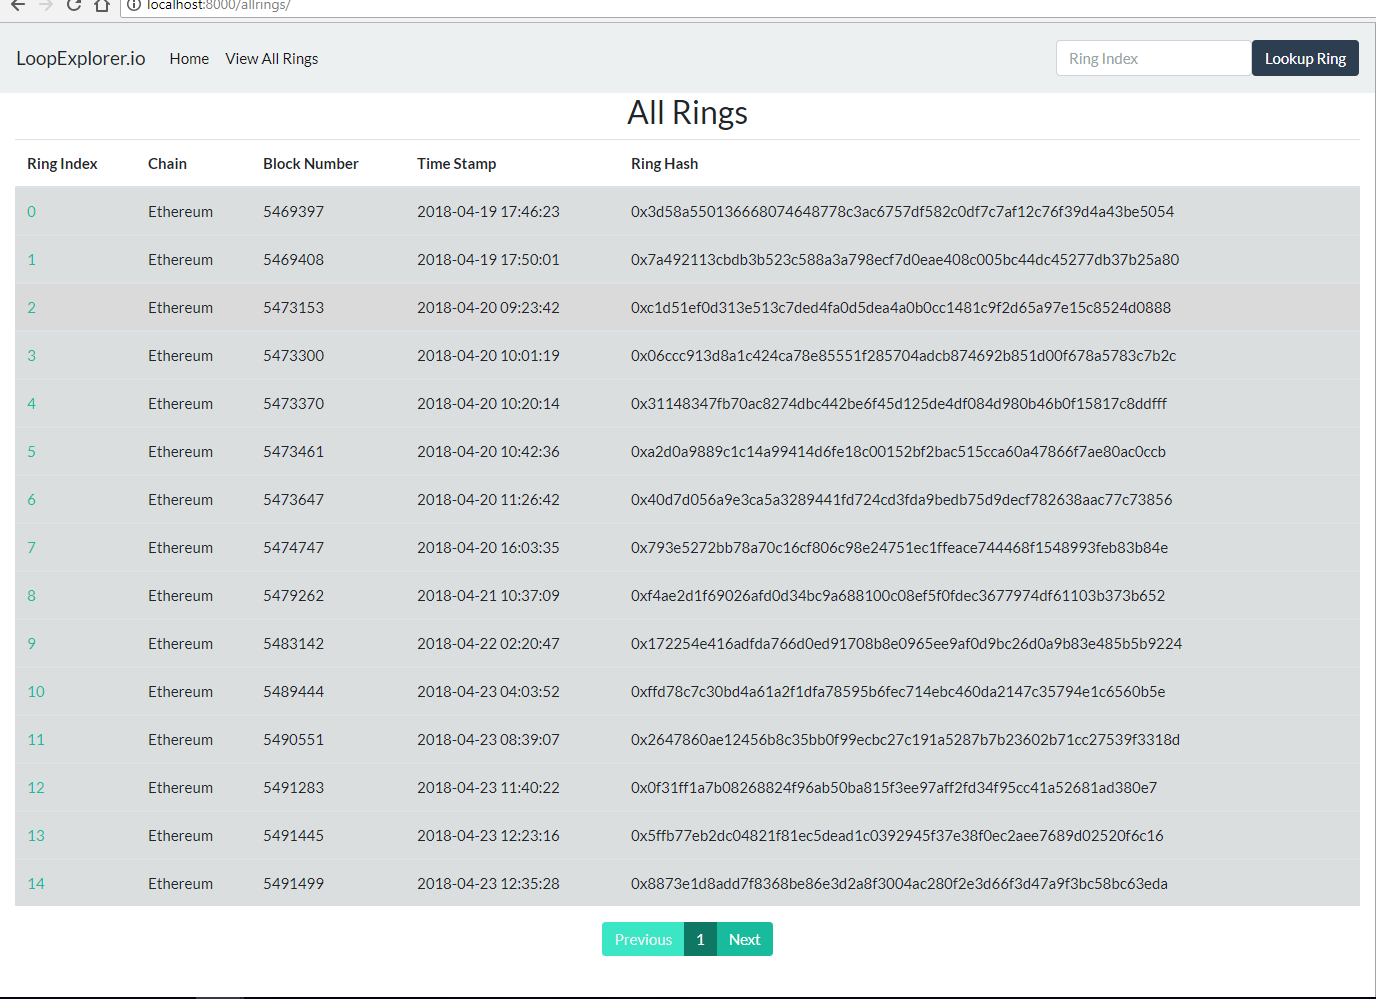 localhost:8000/allrings/
LoopExplorer.io Home View All Rings Ring Index Lookup Ring
All Rings
Ring Index Chain Block Number Time Stamp Ring Hash
0 Ethereum 5469397 2018-04-19 17:46:23 0x3d58a550136668074648778c3ac6757df582c0df7c7af12c76f39d4a43be5054
1 Ethereum 5469408 2018-04-19 17:50:01 0x7a492113cbdb3b523c588a3a798ecf7d0eae408c005bc44dc45277db37b25a80
2 Ethereum 5473153 2018-04-20 09:23:42 0xc1d51ef0d313e513c7ded4fa0d5dea4a0b0cc1481c9f2d65a97e15c8524d0888
3 Ethereum 5473300 2018-04-20 10:01:19 0x06ccc913d8a1c424ca78e85551f285704adcb874692b851d00f678a5783c7b2c
4 Ethereum 5473370 2018-04-20 10:20:14 0x31148347fb70ac8274dbc442be6f45d125de4df084d980b46b0f15817c8ddfff
5 Ethereum 5473461 2018-04-20 10:42:36 0xa2d0a9889c1c14a99414d6fe18c00152bf2bac515cca60a47866f7ae80ac0ccb
6 Ethereum 5473647 2018-04-20 11:26:42 0x40d7d056a9e3ca5a3289441fd724cd3fda9bedb75d9decf782638aac77c73856
7 Ethereum 5474747 2018-04-20 16:03:35 0x793e5272bb78a70c16cf806c98e24751ec1ffeace744468f1548993feb83b84e
8 Ethereum 5479262 2018-04-21 10:37:09 0xf4ae2d1f69026afd0d34bc9a688100c08ef5f0fdec3677974df61103b373b652
9 Ethereum 5483142 2018-04-22 02:20:47 0x172254e416adfda766d0ed91708b8e0965ee9af0d9bc26d0a9b83e485b5b9224
10 Ethereum 5489444 2018-04-23 04:03:52 0xffd78c7c30bd4a61a2f1dfa78595b6fec714ebc460da2147c35794e1c6560b5e
11 Ethereum 5490551 2018-04-23 08:39:07 0x2647860ae12456b8c35bb0f99ecbc27c191a5287b7b23602b71cc27539f3318d
12 Ethereum 5491283 2018-04-23 11:40:22 0x0f31ff1a7b08268824f96ab50ba815f3ee97aff2fd34f95cc41a52681ad380e7
13 Ethereum 5491445 2018-04-23 12:23:16 0x5ffb77eb2dc04821f81ec5dead1c0392945f37e38f0ec2aee7689d02520f6c16
14 Ethereum 5491499 2018-04-23 12:35:28 0x8873e1d8add7f8368be86e3d2a8f3004ac280f2e3d66f3d47a9f3bc58bc63eda
Previous 1 Next